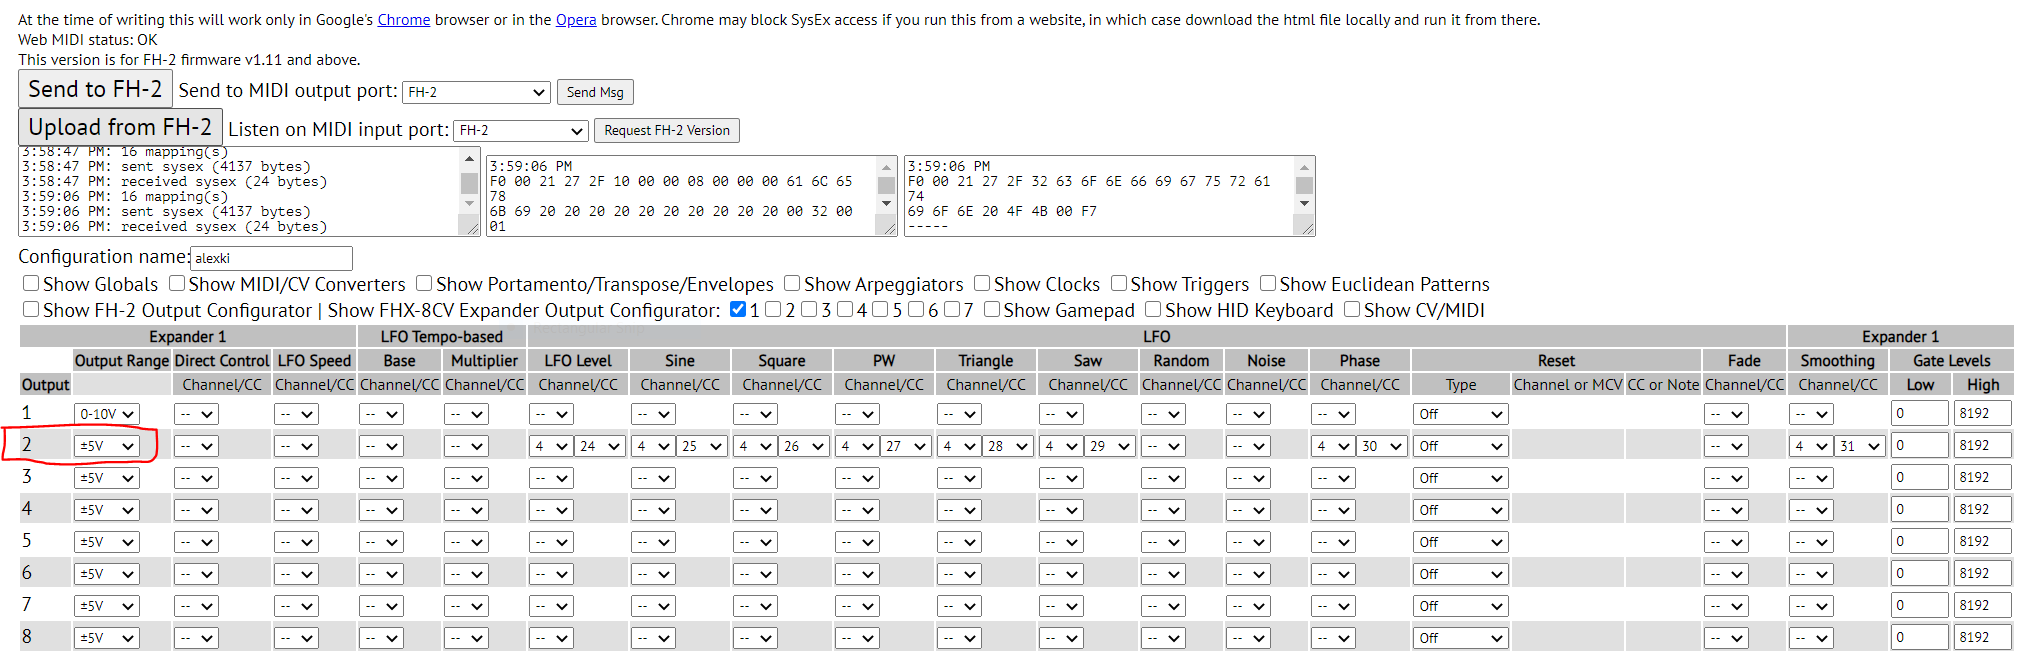 At the time of writing this will work only in Google's Chrome browser or in the Opera browser. Chrome may block SysEx access if you run this from a website, in which case download the html file locally and run it from there.
Web MIDI status: OK
This version is for FH-2 firmware v1.11 and above.
Send to FH-2 Send to MIDI output port: FH-2 Send Msg
Upload from FH-2 Listen on MIDI input port: FH-2 Request FH-2 Version
3:58:47 PM: 16 mapping(s)
3:58:47 PM: sent sysex (4137 bytes)
3:58:47 PM: received sysex (24 bytes)
3:59:06 PM: 16 mapping(s)
3:59:06 PM: sent sysex (4137 bytes)
3:59:06 PM: received sysex (24 bytes)
3:59:06 PM
F0 00 21 27 2F 10 00 00 08 00 00 00 61 6C 65
78
6B 69 20 20 20 20 20 20 20 20 20 20 00 32 00
01
3:59:06 PM
F0 00 21 27 2F 32 63 6F 6E 66 69 67 75 72 61
74
69 6F 6E 20 4F 4B 00 F7
-----
Configuration name: alexki
Show Globals Show MIDI/CV Converters Show Portamento/Transpose/Envelopes Show Arpeggiators Show Clocks Show Triggers Show Euclidean Patterns
Show FH-2 Output Configurator | Show FHX-8CV Expander Output Configurator: 1 2 3 4 5 6 7 Show Gamepad Show HID Keyboard Show CV/MIDI
Expander 1 LFO Tempo-based LFO Expander 1
Output Range Direct Control LFO Speed Base Multiplier LFO Level Sine Square PW Triangle Saw Random Noise Phase Reset Fade Smoothing Gate Levels
Output Channel/CC Channel/CC Channel/CC Channel/CC Channel/CC Channel/CC Channel/CC Channel/CC Channel/CC Channel/CC Channel/CC Channel/CC Channel/CC Type Channel or MCV CC or Note Channel/CC Channel/CC Low High
1 0-10V -- -- -- -- -- -- -- -- -- -- -- -- -- Off -- -- 0 8192
2 ±5V -- -- -- -- 4 24 4 25 4 26 4 27 4 28 4 29 -- -- 4 30 Off -- 4 31 0 8192
3 ±5V -- -- -- -- -- -- -- -- -- -- -- -- -- Off -- -- 0 8192
4 ±5V -- -- -- -- -- -- -- -- -- -- -- -- -- Off -- -- 0 8192
5 ±5V -- -- -- -- -- -- -- -- -- -- -- -- -- Off -- -- 0 8192
6 ±5V -- -- -- -- -- -- -- -- -- -- -- -- -- Off -- -- 0 8192
7 ±5V -- -- -- -- -- -- -- -- -- -- -- -- -- Off -- -- 0 8192
8 ±5V -- -- -- -- -- -- -- -- -- -- -- -- -- Off -- -- 0 8192